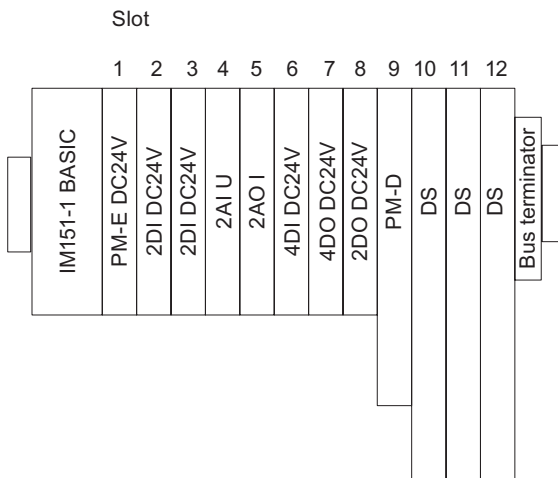 Slot
1 2 3 4 5 6 7 8 9 10 11 12
IM151-1 BASIC
PM-E DC24V
2DI DC24V
2DI DC24V
2AI U
2AO I
4DI DC24V
4DO DC24V
2DO DC24V
PM-D
DS
DS
DS
Bus terminator